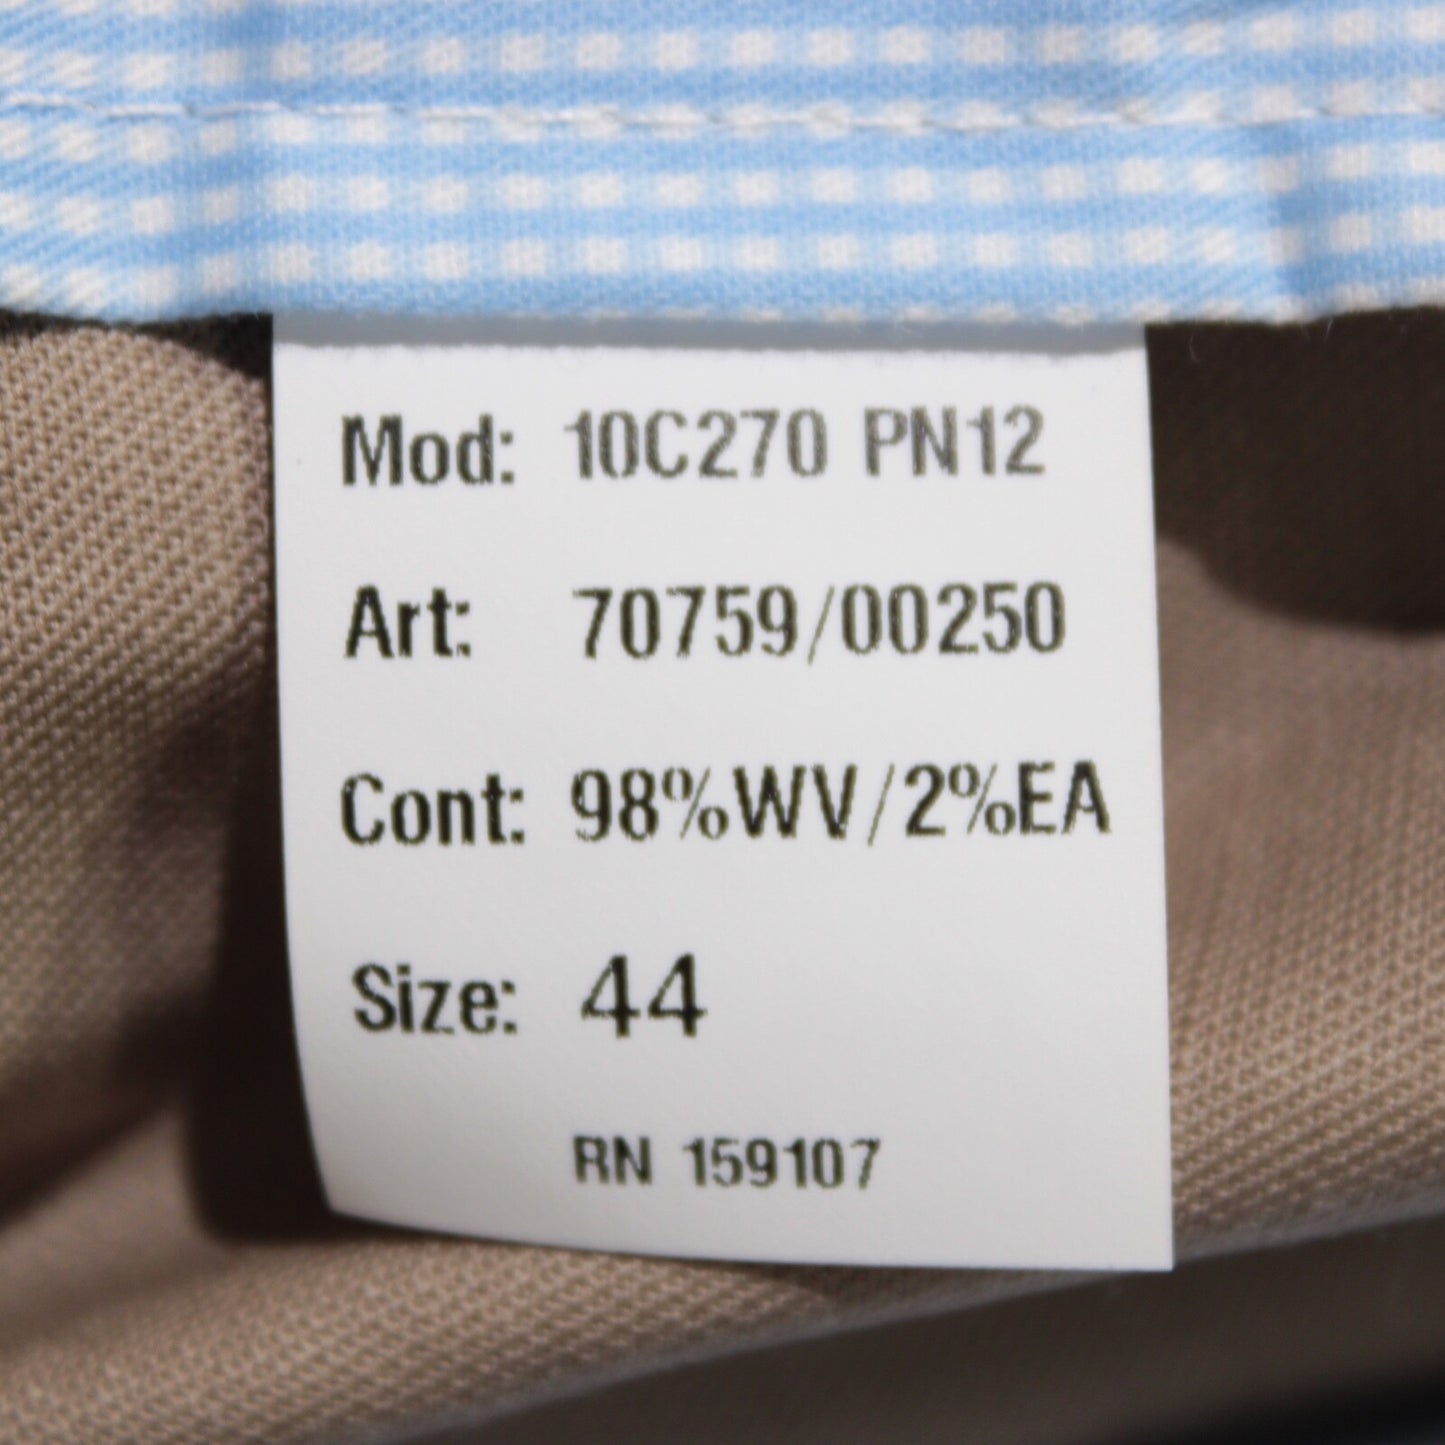 Mod: 10C270 PN12
Art: 70759/00250
Cont: 98%WV/2%EA
Size: 44
RN 159107